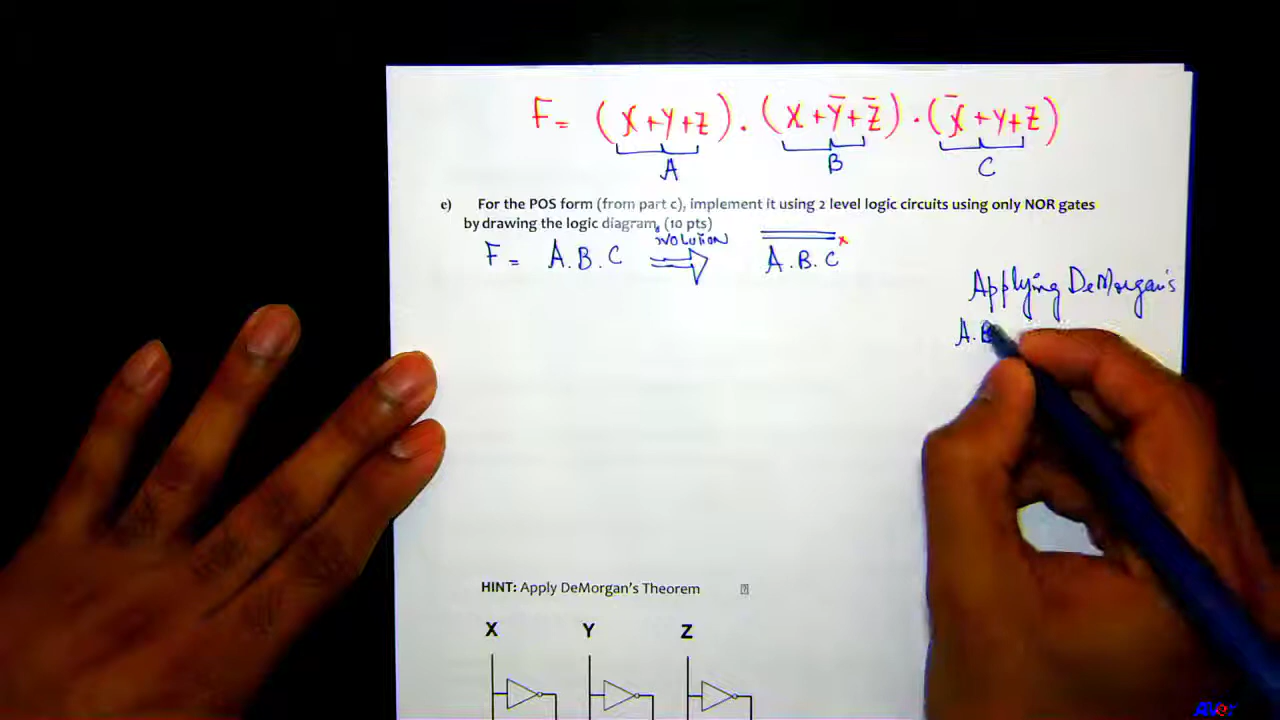 F = (X+Y+Z) . (X+Ȳ+Z̄) . (X̄+Y+Z)
A B C
e) For the POS form (from part c), implement it using 2 level logic circuits using only NOR gates
by drawing the logic diagram. (10 pts)
F = A.B.C ⟹ A.B.C x
Applying DeMorgan's
A.B
HINT: Apply DeMorgan's Theorem
X Y Z
AVer